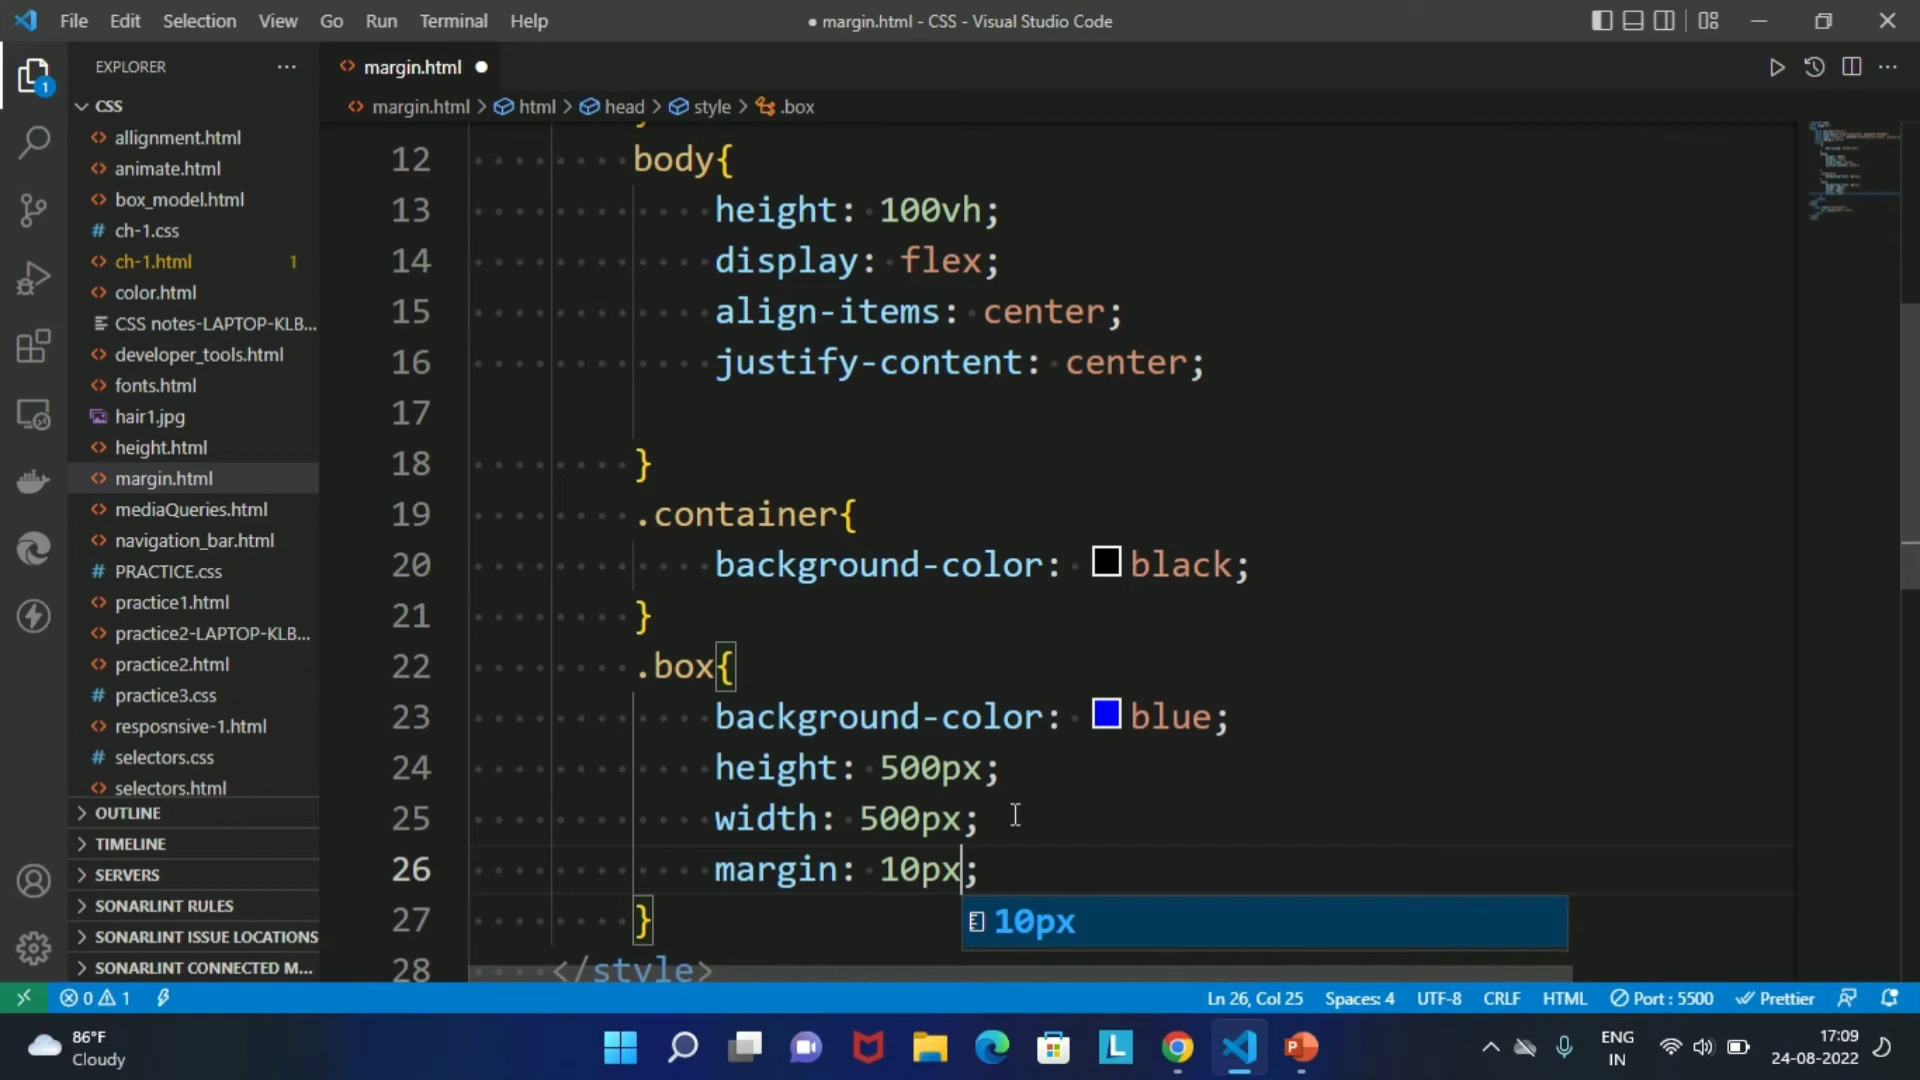 File Edit Selection View Go Run Terminal Help
● margin.html - CSS - Visual Studio Code
EXPLORER
1
CSS
allignment.html
animate.html
box_model.html
ch-1.css
ch-1.html 1
color.html
CSS notes-LAPTOP-KLB...
developer_tools.html
fonts.html
hair1.jpg
height.html
margin.html
mediaQueries.html
navigation_bar.html
PRACTICE.css
practice1.html
practice2-LAPTOP-KLB...
practice2.html
practice3.css
resposnsive-1.html
selectors.css
selectors.html
OUTLINE
TIMELINE
SERVERS
SONARLINT RULES
SONARLINT ISSUE LOCATIONS
SONARLINT CONNECTED M...
margin.html ●
margin.html > html > head > style > .box
12 body{
13 height: 100vh;
14 display: flex;
15 align-items: center;
16 justify-content: center;
17
18 }
19 .container{
20 background-color: black;
21 }
22 .box{
23 background-color: blue;
24 height: 500px;
25 width: 500px;
26 margin: 10px;
10px
27 }
28 </style>
0 1
Ln 26, Col 25 Spaces: 4 UTF-8 CRLF HTML Port : 5500 Prettier
86°F
Cloudy
L
P
ENG
IN
17:09
24-08-2022